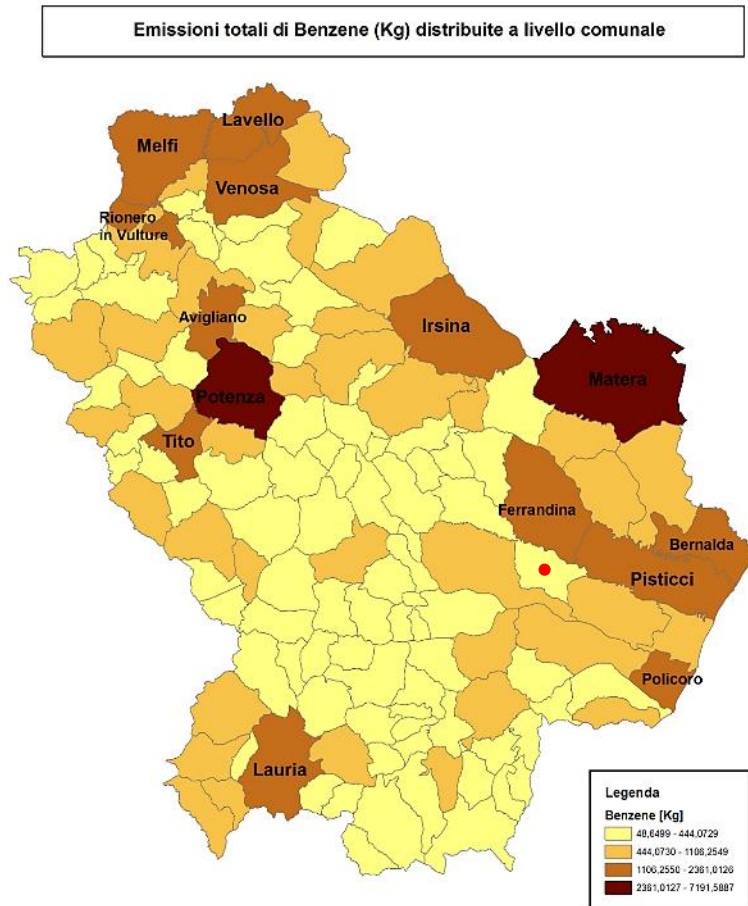 Emissioni totali di Benzene (Kg) distribuite a livello comunale
Lavello
Melfi
Venosa
Rionero
in Vulture
Avigliano
Irsina
Matera
Potenza
Tito
Ferrandina
Bernalda
Pisticci
Policoro
Lauria
Legenda
Benzene [Kg]
48,6499 - 444,0729
444,0730 - 1106,2549
1106,2550 - 2361,0126
2361,0127 - 7191,5887